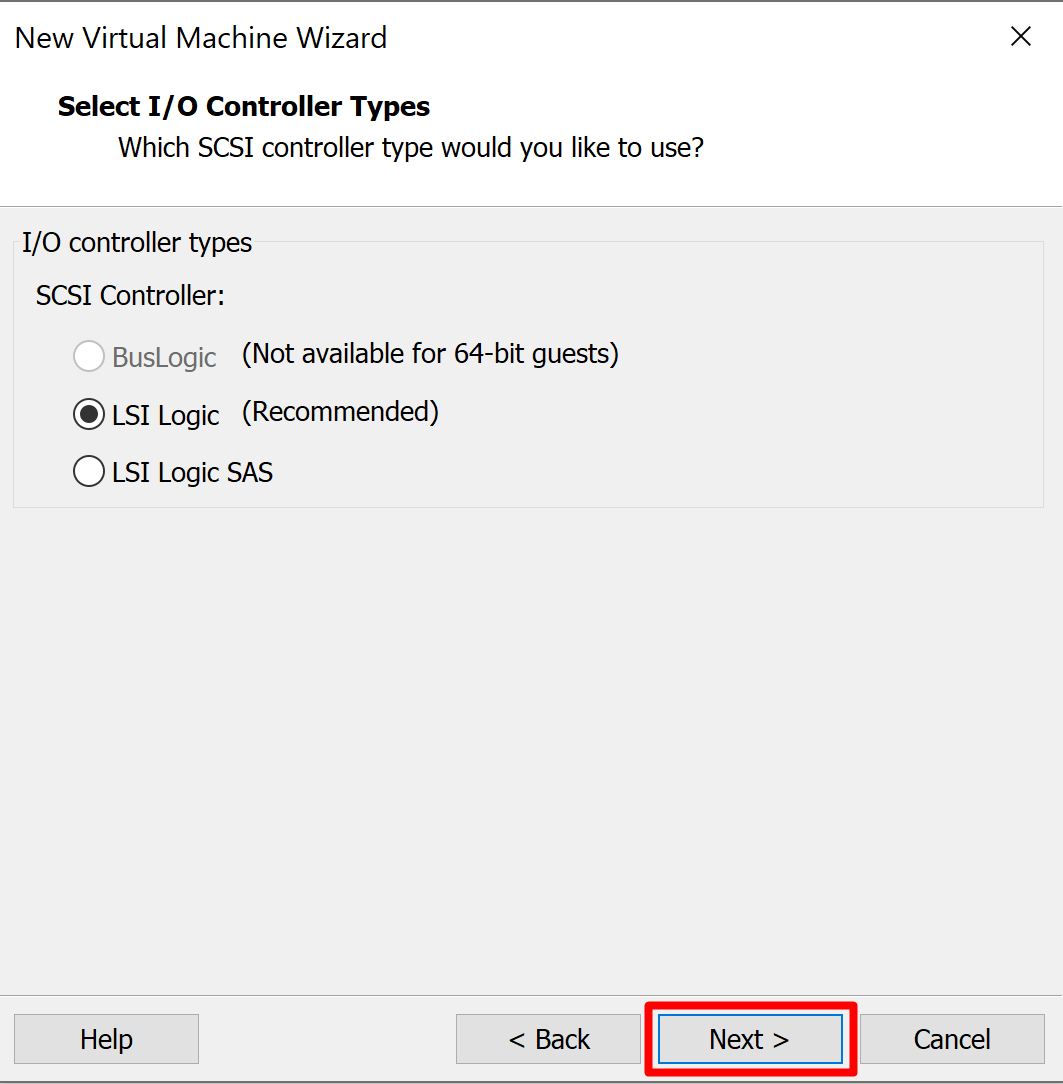 New Virtual Machine Wizard
Select I/O Controller Types
Which SCSI controller type would you like to use?
I/O controller types
SCSI Controller:
BusLogic (Not available for 64-bit guests)
LSI Logic (Recommended)
LSI Logic SAS
Help < Back Next > Cancel